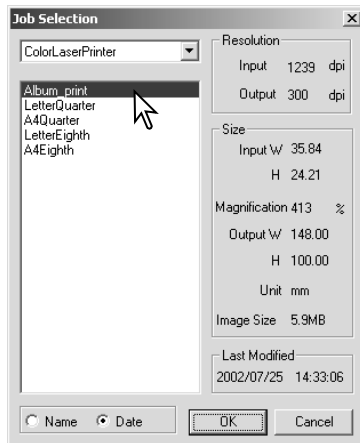 Job Selection
ColorLaserPrinter
Album_print
LetterQuarter
A4Quarter
LetterEighth
A4Eighth
Name Date
Resolution
Input 1239 dpi
Output 300 dpi
Size
Input W 35.84
H 24.21
Magnification 413 %
Output W 148.00
H 100.00
Unit mm
Image Size 5.9MB
Last Modified
2002/07/25 14:33:06
OK Cancel